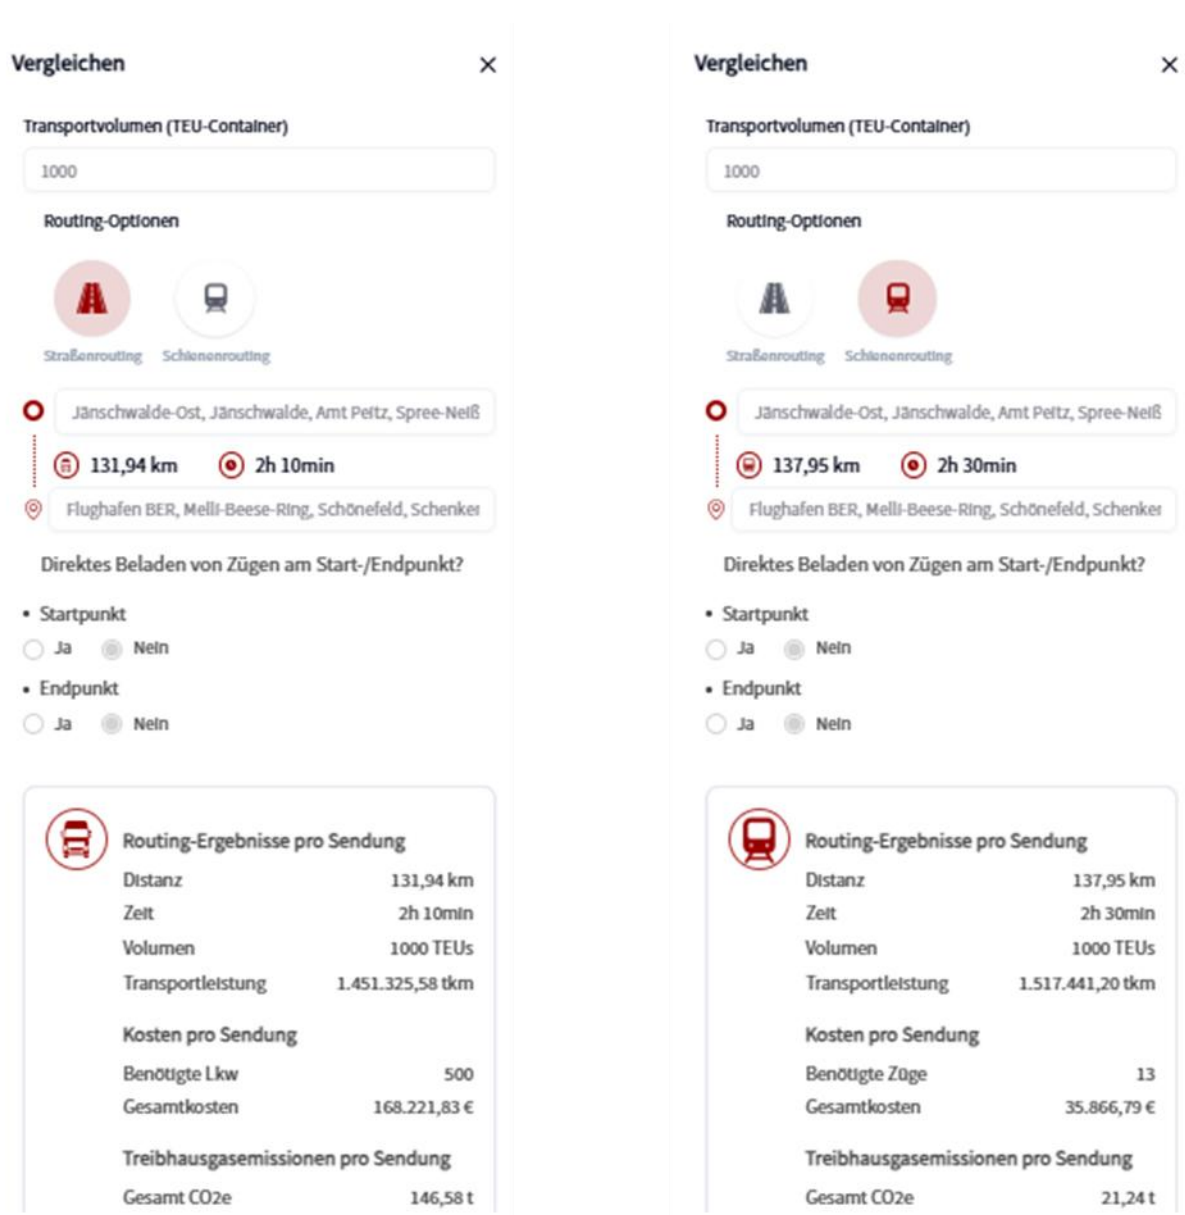 Vergleichen
Transportvolumen (TEU-Container)
1000
Routing-Optionen
Straßenrouting Schienenrouting
Jänschwalde-Ost, Jänschwalde, Amt Peitz, Spree-Neiß
131,94 km 2h 10min
Flughafen BER, Melli-Beese-Ring, Schönefeld, Schenker
Direktes Beladen von Zügen am Start-/Endpunkt?
• Startpunkt
Ja Nein
• Endpunkt
Ja Nein
Routing-Ergebnisse pro Sendung
Distanz 131,94 km
Zeit 2h 10min
Volumen 1000 TEUs
Transportleistung 1.451.325,58 tkm
Kosten pro Sendung
Benötigte Lkw 500
Gesamtkosten 168.221,83 €
Treibhausgasemissionen pro Sendung
Gesamt CO2e 146,58 t
Vergleichen
Transportvolumen (TEU-Container)
1000
Routing-Optionen
Straßenrouting Schienenrouting
Jänschwalde-Ost, Jänschwalde, Amt Peitz, Spree-Neiß
137,95 km 2h 30min
Flughafen BER, Melli-Beese-Ring, Schönefeld, Schenker
Direktes Beladen von Zügen am Start-/Endpunkt?
• Startpunkt
Ja Nein
• Endpunkt
Ja Nein
Routing-Ergebnisse pro Sendung
Distanz 137,95 km
Zeit 2h 30min
Volumen 1000 TEUs
Transportleistung 1.517.441,20 tkm
Kosten pro Sendung
Benötigte Züge 13
Gesamtkosten 35.866,79 €
Treibhausgasemissionen pro Sendung
Gesamt CO2e 21,24 t